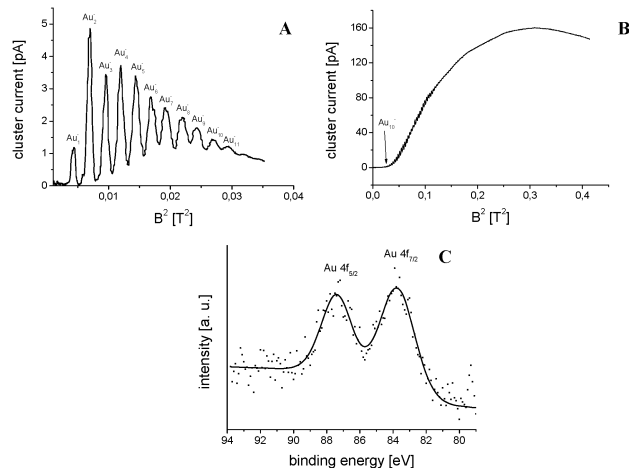 A
cluster current [pA]
5
4
3
2
1
0
Au₁⁻
Au₂⁻
Au₃⁻
Au₄⁻
Au₅⁻
Au₆⁻
Au₇⁻
Au₈⁻
Au₉⁻
Au₁₀⁻
Au₁₁⁻
0,01 0,02 0,03 0,04
B² [T²]
B
cluster current [pA]
160
120
80
40
0
Au₁₀⁻
0,0 0,1 0,2 0,3 0,4
B² [T²]
C
intensity [a. u.]
Au 4f₅/₂ Au 4f₇/₂
94 92 90 88 86 84 82 80
binding energy [eV]